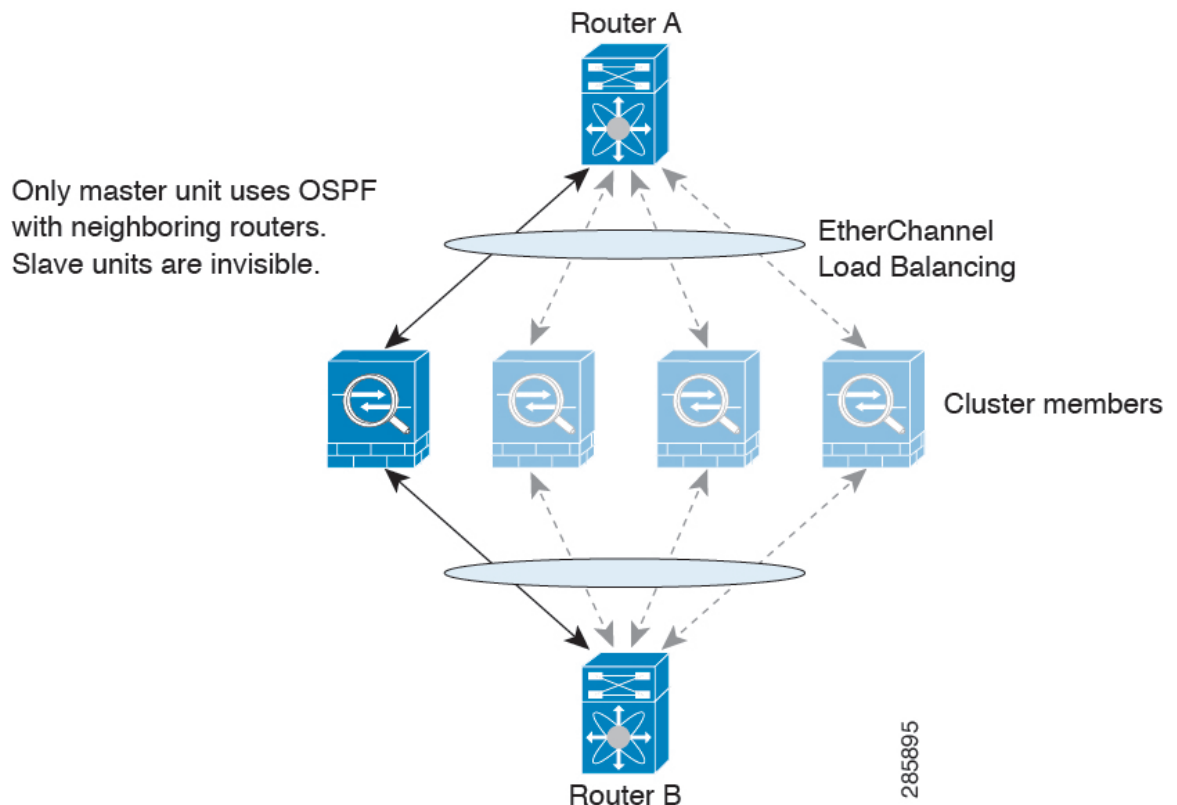 Router A
Only master unit uses OSPF
with neighboring routers.
Slave units are invisible.
EtherChannel
Load Balancing
Cluster members
Router B
285895